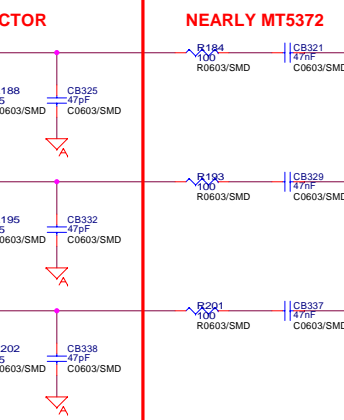 CTOR
NEARLY MT5372
188
5
0603/SMD
CB325
47pF
C0603/SMD
R184
100
R0603/SMD
CB321
47nF
C0603/SMD
A
195
5
0603/SMD
CB332
47pF
C0603/SMD
R193
100
R0603/SMD
CB329
47nF
C0603/SMD
A
202
5
0603/SMD
CB338
47pF
C0603/SMD
R201
100
R0603/SMD
CB337
47nF
C0603/SMD
A